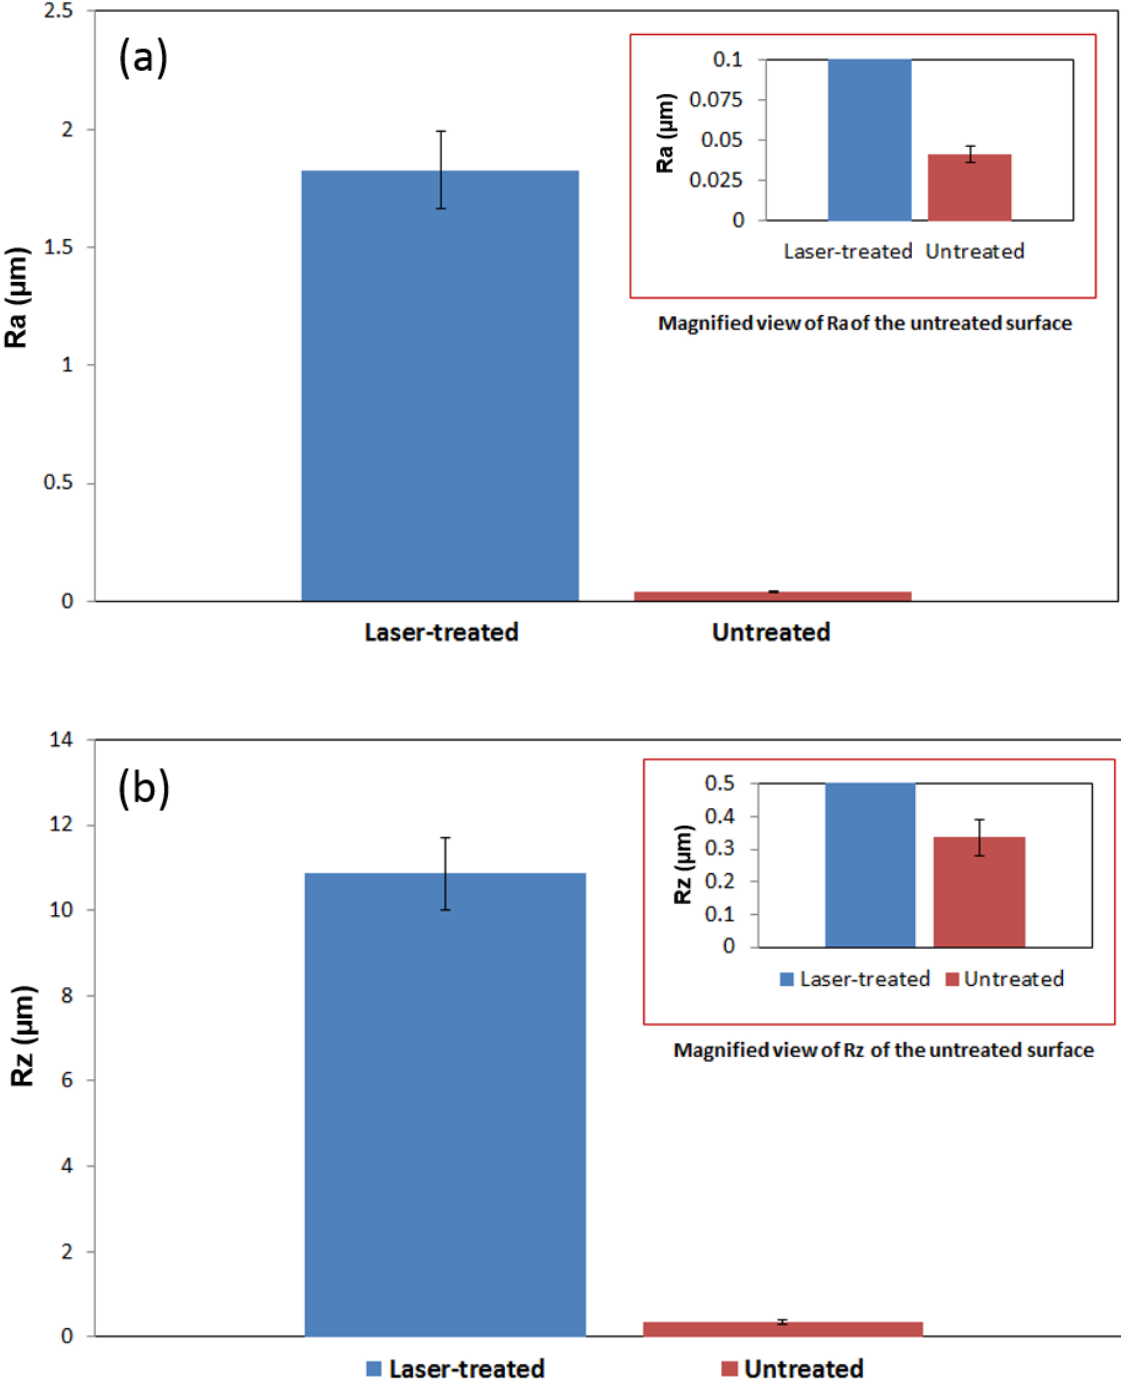 2.5
(a)
2
1.5
1
0.5
0
Ra (μm)
Laser-treated
Untreated
0.1
0.075
0.05
0.025
0
Ra (μm)
Laser-treated Untreated
Magnified view of Ra of the untreated surface
14
(b)
12
10
8
6
4
2
0
Rz (μm)
Laser-treated
Untreated
0.5
0.4
0.3
0.2
0.1
0
Rz (μm)
Laser-treated Untreated
Magnified view of Rz of the untreated surface